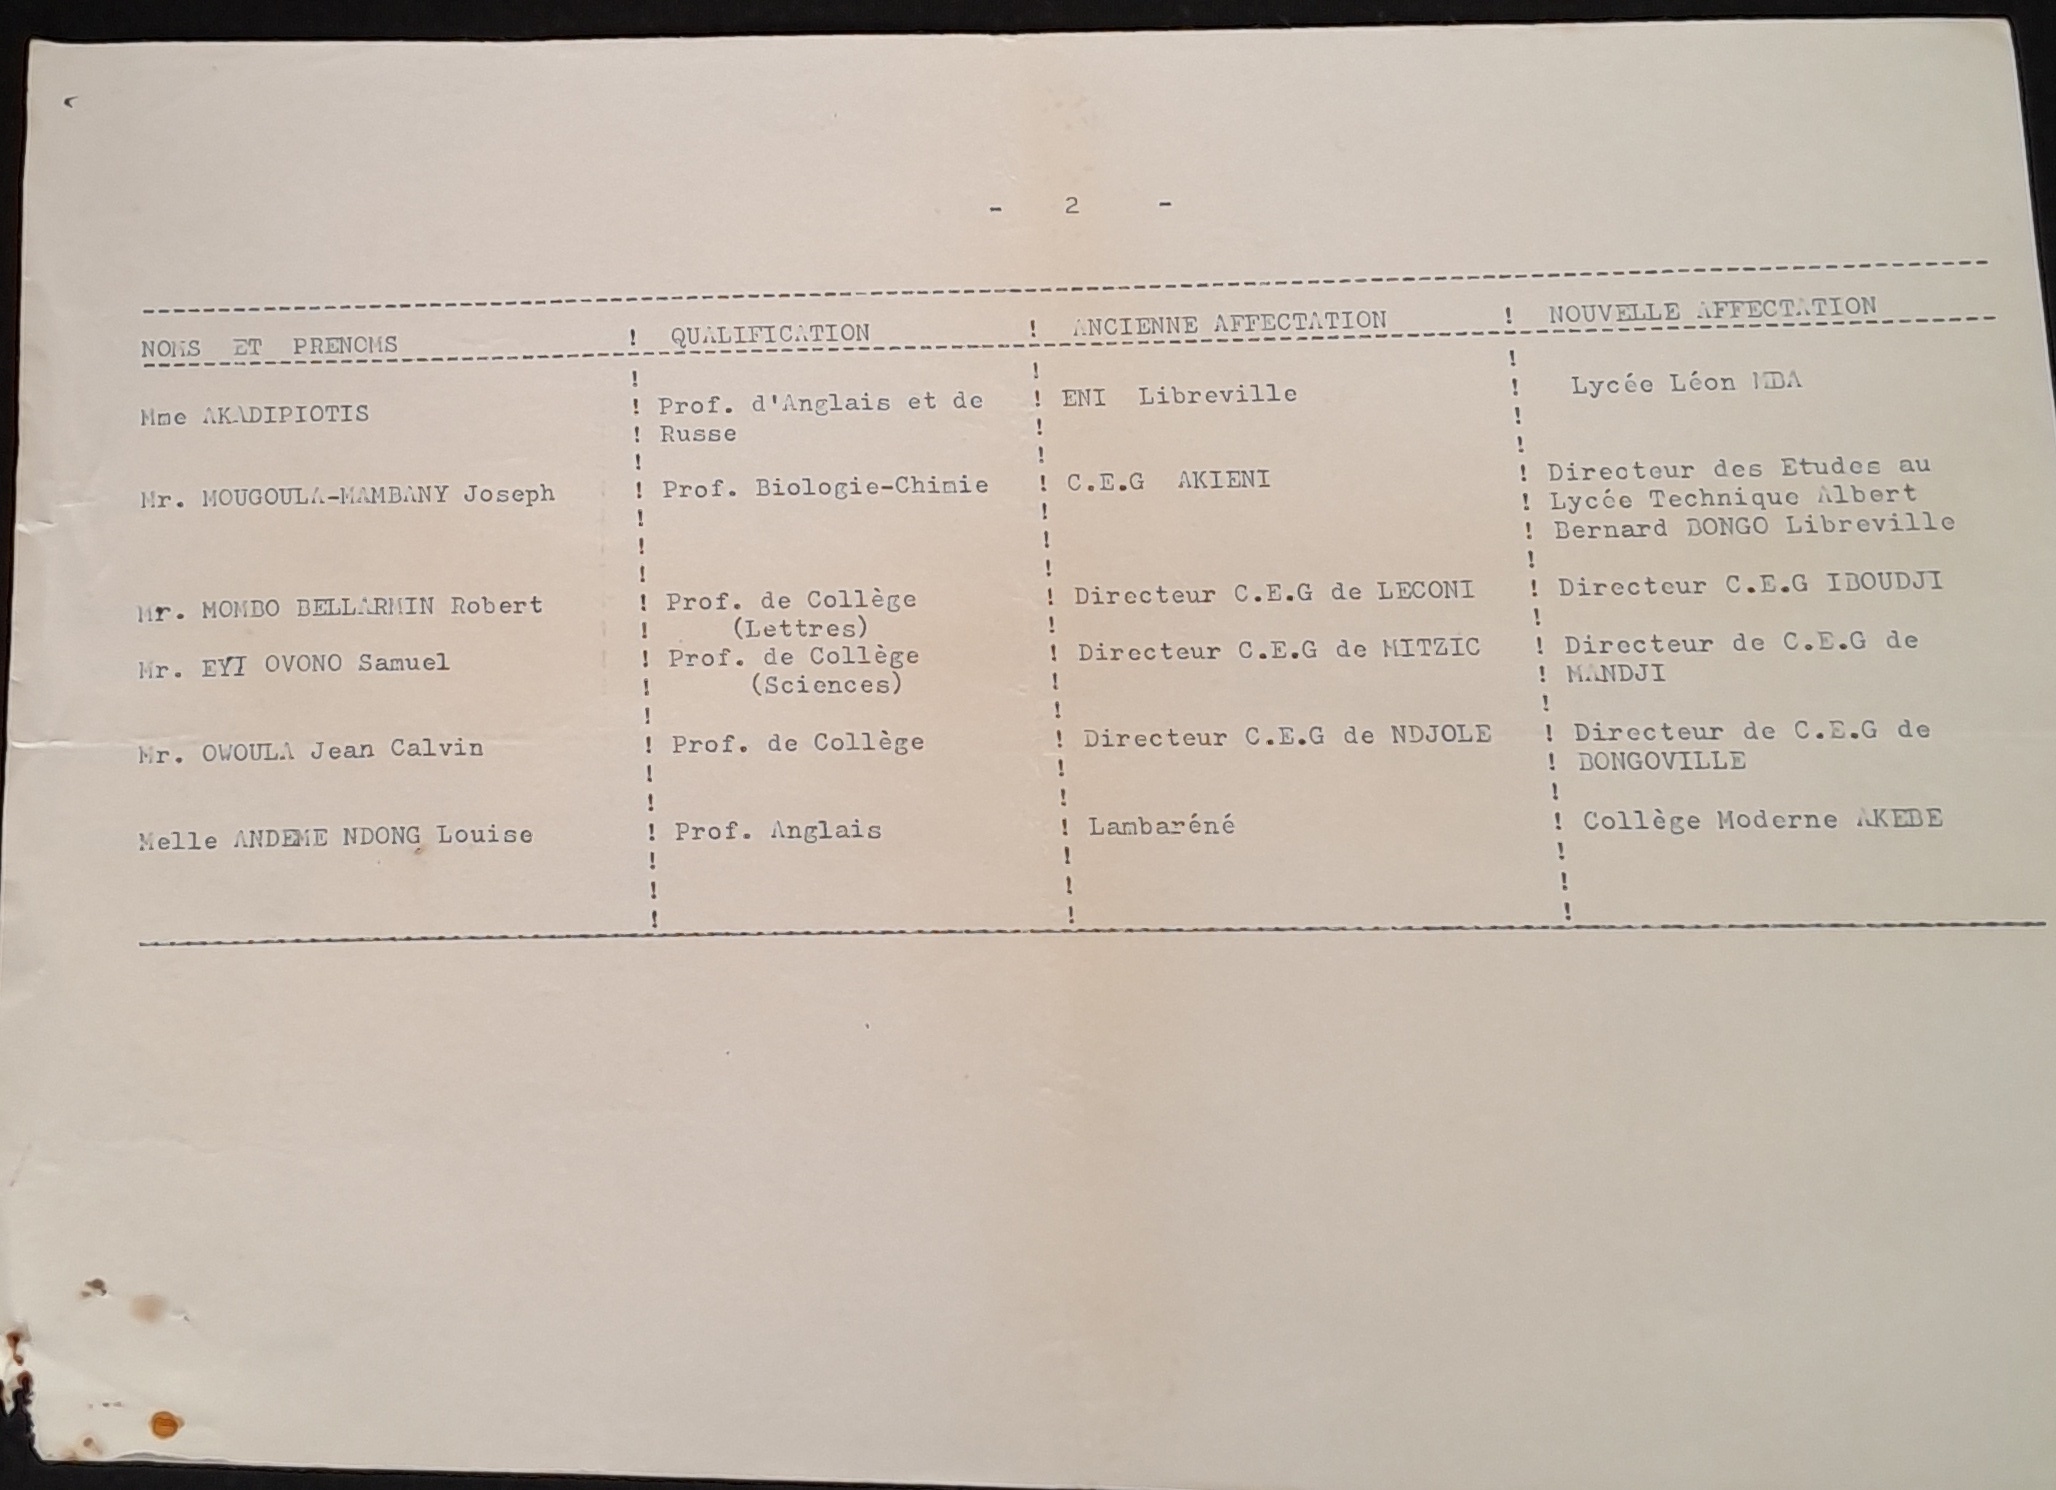 - 2 -
NOMS ET PRENOMS ! QUALIFICATION ! ANCIENNE AFFECTATION ! NOUVELLE AFFECTATION
Mme AKADIPIOTIS ! Prof. d'Anglais et de ! ENI Libreville ! Lycée Léon MBA
! Russe ! !
Mr. MOUGOULA-MAMBANY Joseph ! Prof. Biologie-Chimie ! C.E.G AKIENI ! Directeur des Etudes au
! Lycée Technique Albert
! Bernard BONGO Libreville
Mr. MOMBO BELLARMIN Robert ! Prof. de Collège ! Directeur C.E.G de LECONI ! Directeur C.E.G IBOUDJI
! (Lettres) ! !
Mr. EYI OVONO Samuel ! Prof. de Collège ! Directeur C.E.G de MITZIC ! Directeur de C.E.G de
! (Sciences) ! ! MANDJI
Mr. OWOULA Jean Calvin ! Prof. de Collège ! Directeur C.E.G de NDJOLE ! Directeur de C.E.G de
! ! ! BONGOVILLE
Melle ANDEME NDONG Louise ! Prof. Anglais ! Lambaréné ! Collège Moderne AKEBE